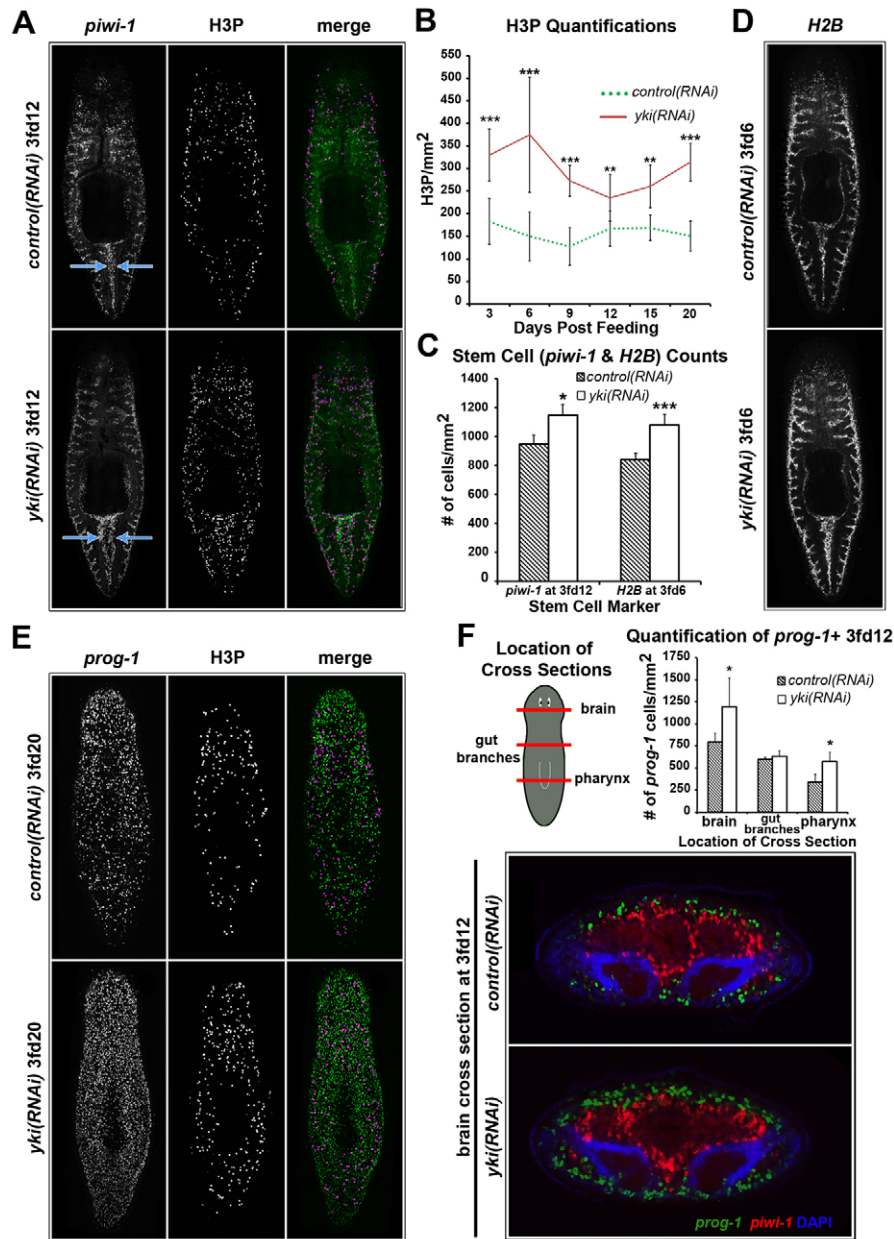 A
piwi-1 H3P merge
control(RNAi) 3fd12
yki(RNAi) 3fd12
B
H3P Quantifications
550
500
450
400
350
300
250
200
150
100
50
0
H3P/mm2
control(RNAi)
yki(RNAi)
*** *** *** ** ** ***
3 6 9 12 15 20
Days Post Feeding
C
Stem Cell (piwi-1 & H2B) Counts
control(RNAi)
yki(RNAi)
1400
1200
1000
800
600
400
200
0
# of cells/mm2
* ***
piwi-1 at 3fd12 H2B at 3fd6
Stem Cell Marker
D
H2B
control(RNAi) 3fd6
yki(RNAi) 3fd6
E
prog-1 H3P merge
control(RNAi) 3fd20
yki(RNAi) 3fd20
F
Location of
Cross Sections
brain
gut
branches
pharynx
Quantification of prog-1+ 3fd12
1750
1500
1250
1000
750
500
250
0
# of prog-1 cells/mm2
control(RNAi)
yki(RNAi)
* *
brain gut branches pharynx
Location of Cross Section
brain cross section at 3fd12
control(RNAi)
yki(RNAi)
prog-1 piwi-1 DAPI